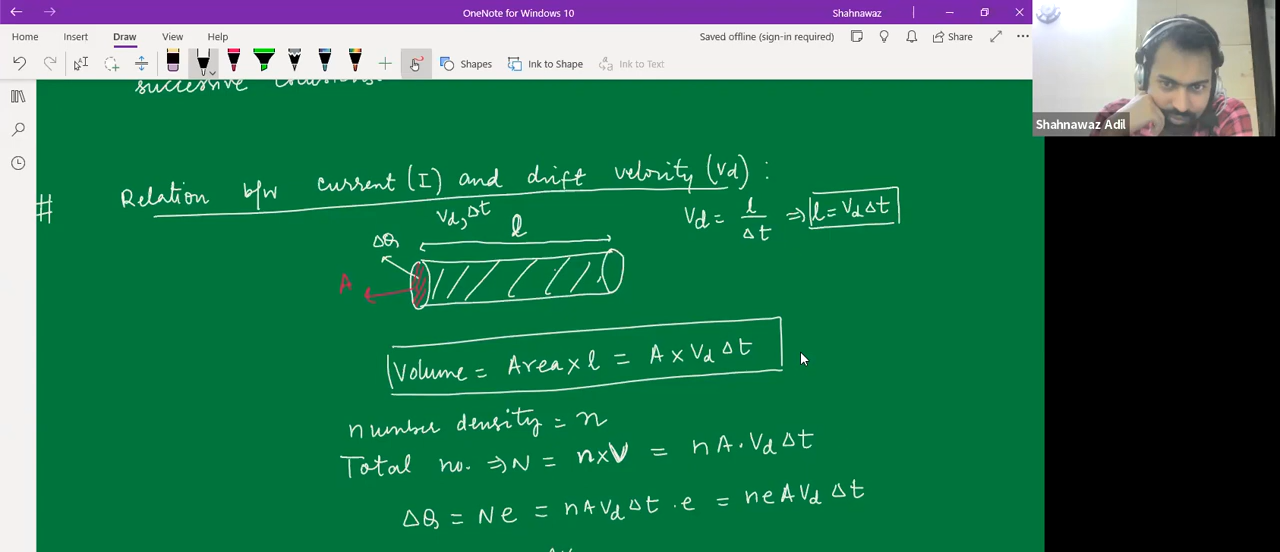 OneNote for Windows 10
Shahnawaz
Home Insert Draw View Help
Saved offline (sign-in required)
Share
Shapes
Ink to Shape
Ink to Text
Shahnawaz Adil
successive
# Relation b/w current (I) and drift velocity (Vd) :
Vd, Δt
l
ΔQ
A
Vd = l/Δt ⇒ l = Vd Δt
Volume = Area × l = A × Vd Δt
number density = n
Total no. ⇒ N = n×V = nA·Vd Δt
ΔQ = Ne = nAVd Δt · e = neAVd Δt